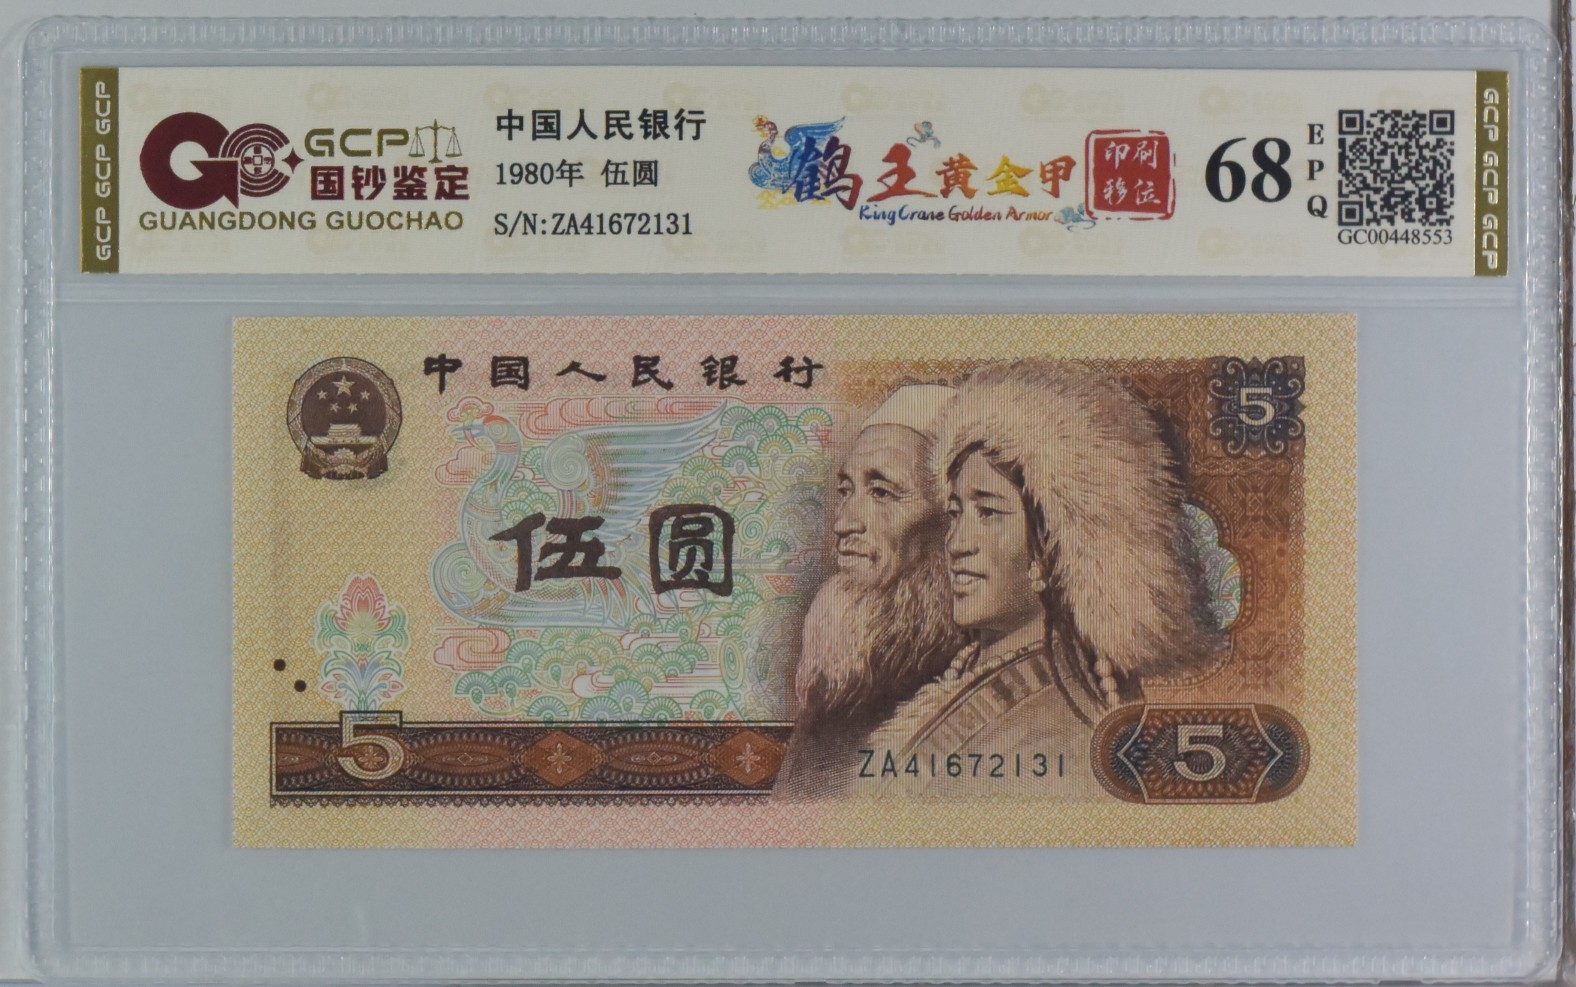 GCP GCP GCP
GCP
国钞鉴定
GUANGDONG GUOCHAO
中国人民银行
1980年 伍圆
S/N:ZA41672131
鹤王黄金甲
King Crane Golden Armor
印刷
移位
68
EPQ
GC00448553
GCP GCP GCP
中国人民银行
5
伍圆
5
ZA41672131
5